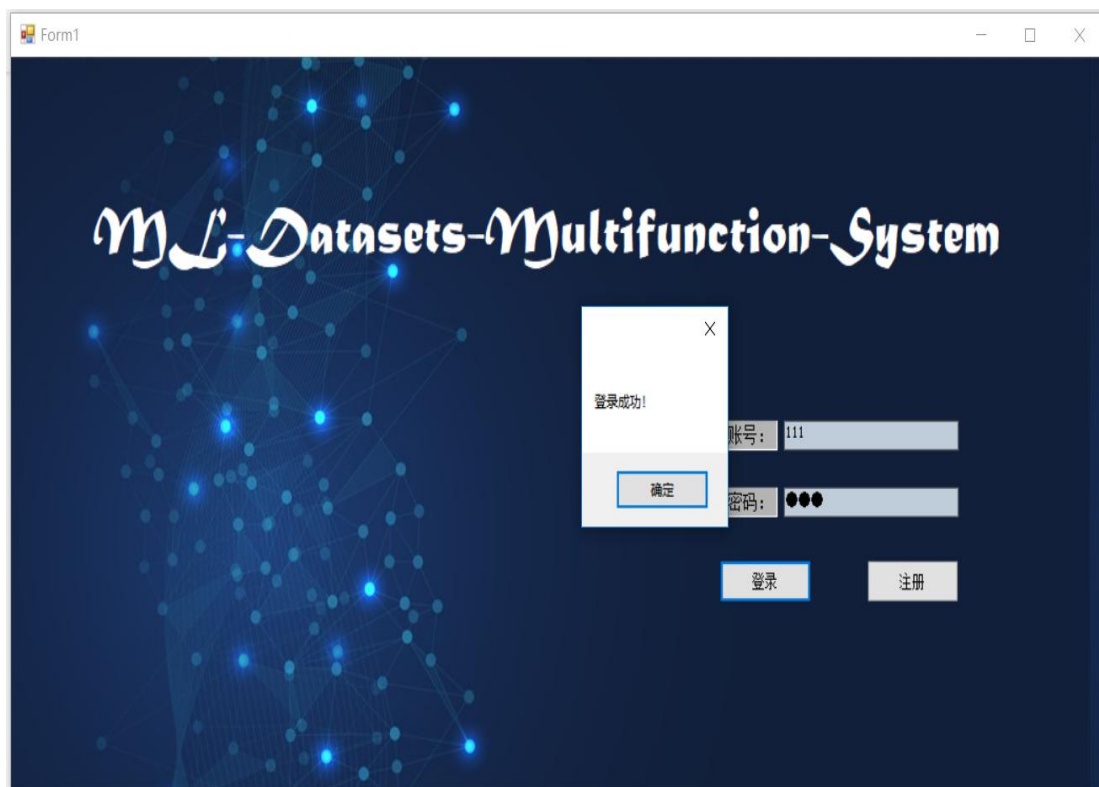 Form1
ML-Datasets-Multifunction-System
登录成功!
确定
账号: 111
密码: ●●●
登录 注册